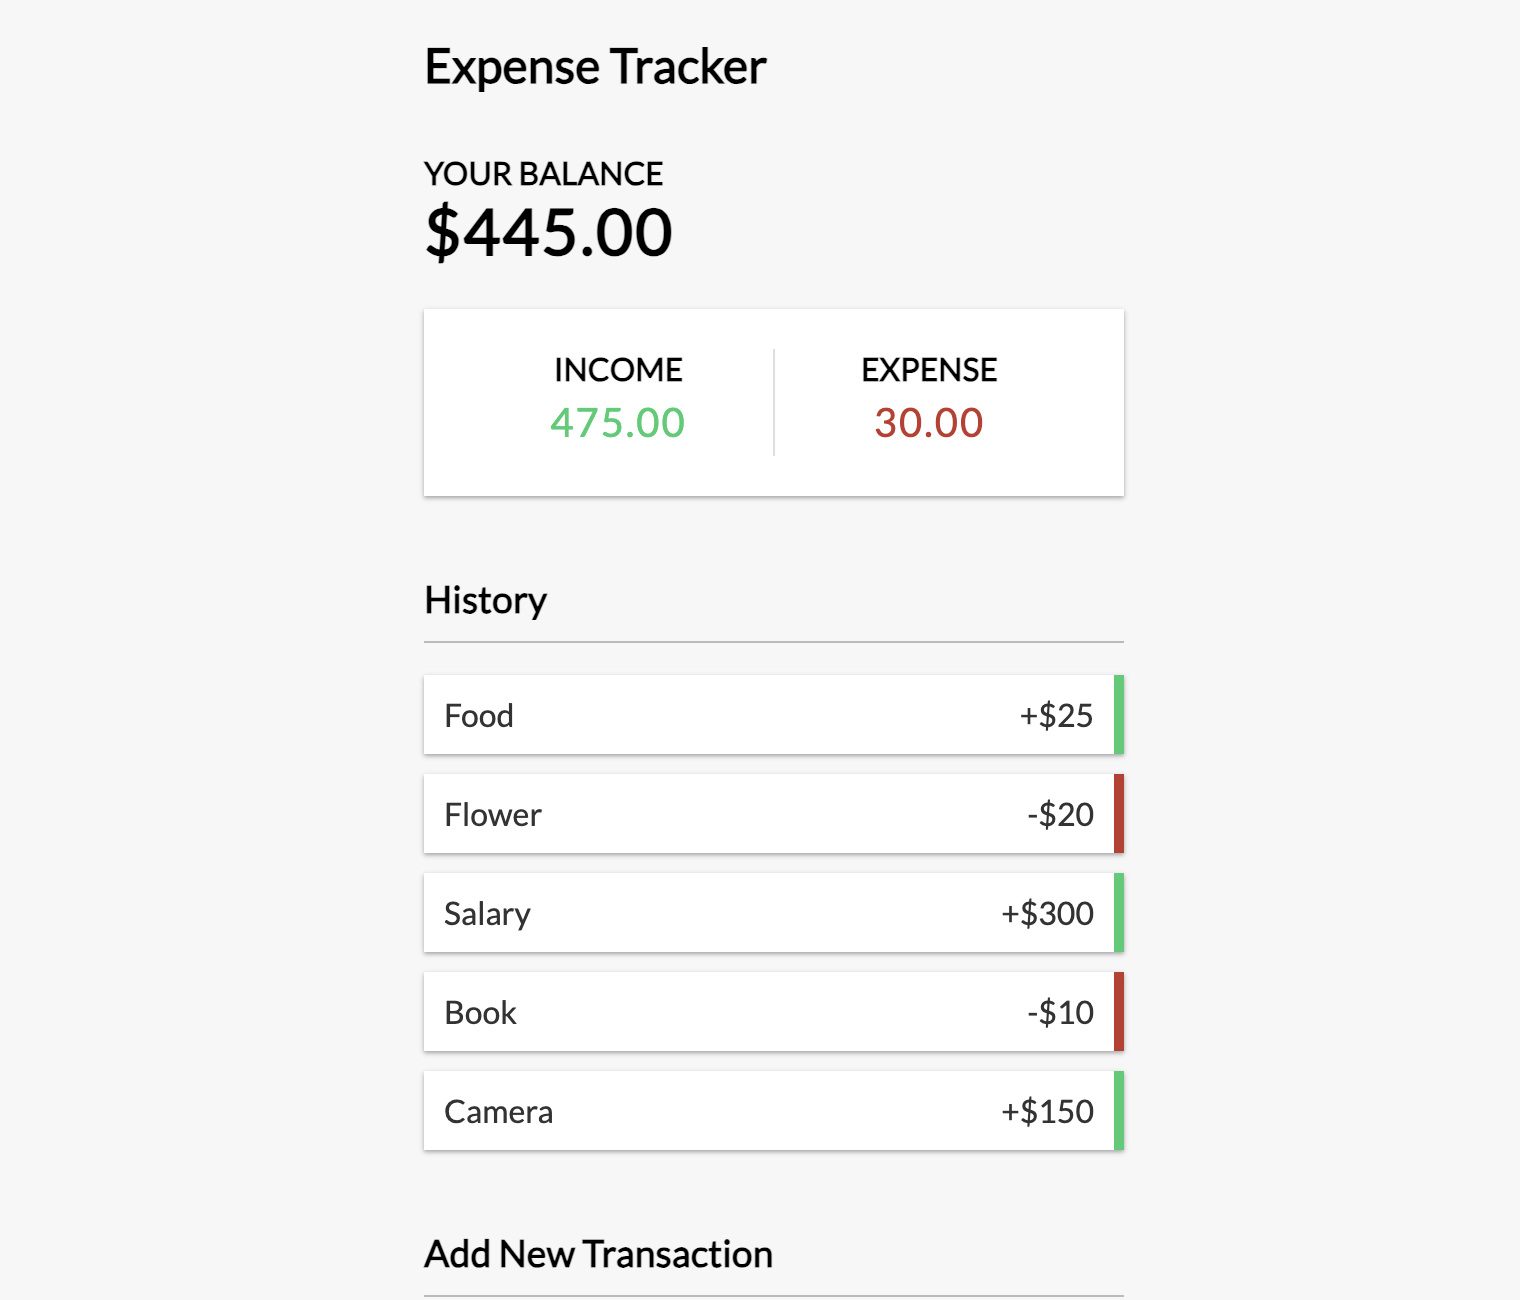 Expense Tracker
YOUR BALANCE
$445.00
INCOME EXPENSE
475.00 30.00
History
Food +$25
Flower -$20
Salary +$300
Book -$10
Camera +$150
Add New Transaction